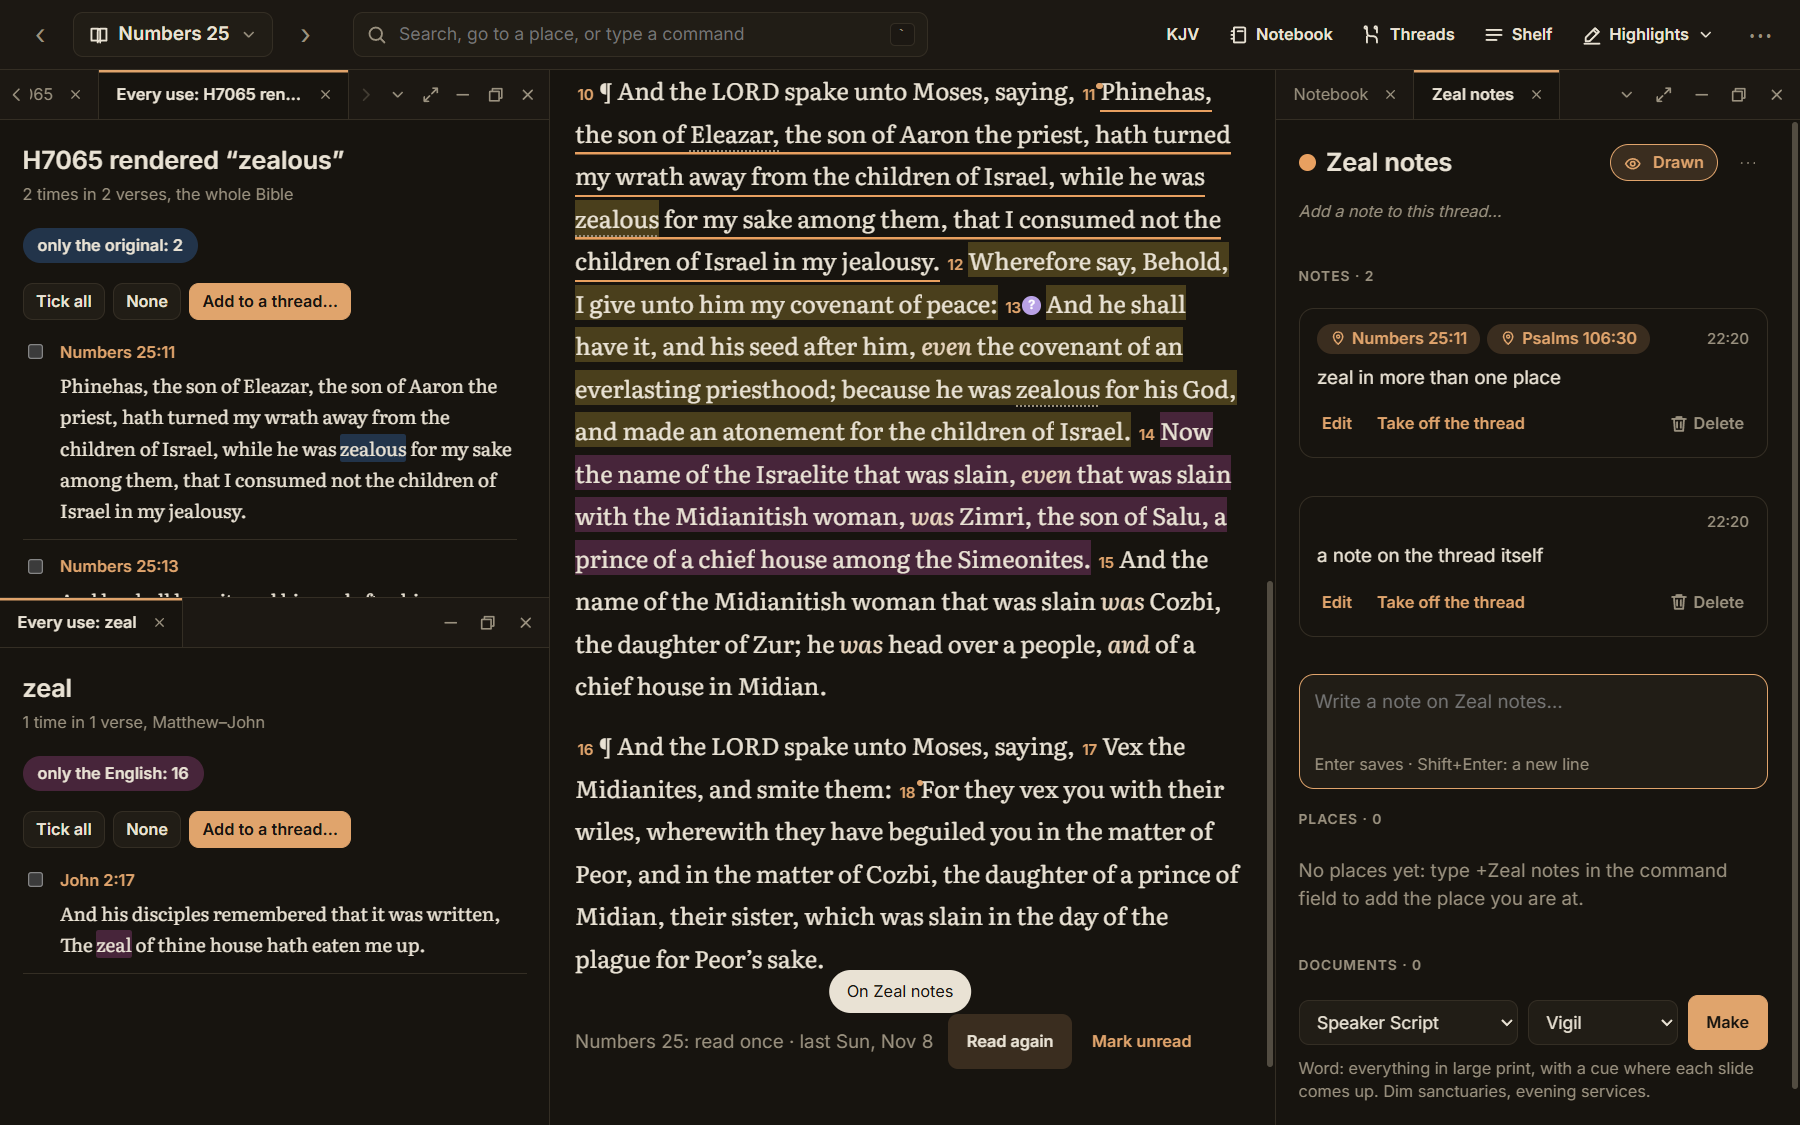 Numbers 25
Search, go to a place, or type a command
`
KJV
Notebook
Threads
Shelf
Highlights
Every use: H7065 ren...
H7065 rendered “zealous”
2 times in 2 verses, the whole Bible
only the original: 2
Tick all
None
Add to a thread...
Numbers 25:11
Phinehas, the son of Eleazar, the son of Aaron the
priest, hath turned my wrath away from the
children of Israel, while he was zealous for my sake
among them, that I consumed not the children of
Israel in my jealousy.
Numbers 25:13
Every use: zeal
zeal
1 time in 1 verse, Matthew–John
only the English: 16
Tick all
None
Add to a thread...
John 2:17
And his disciples remembered that it was written,
The zeal of thine house hath eaten me up.
10 ¶ And the LORD spake unto Moses, saying, 11 Phinehas,
the son of Eleazar, the son of Aaron the priest, hath turned
my wrath away from the children of Israel, while he was
zealous for my sake among them, that I consumed not the
children of Israel in my jealousy. 12 Wherefore say, Behold,
I give unto him my covenant of peace: 13 ? And he shall
have it, and his seed after him, even the covenant of an
everlasting priesthood; because he was zealous for his God,
and made an atonement for the children of Israel. 14 Now
the name of the Israelite that was slain, even that was slain
with the Midianitish woman, was Zimri, the son of Salu, a
prince of a chief house among the Simeonites. 15 And the
name of the Midianitish woman that was slain was Cozbi,
the daughter of Zur; he was head over a people, and of a
chief house in Midian.
16 ¶ And the LORD spake unto Moses, saying, 17 Vex the
Midianites, and smite them: 18 For they vex you with their
wiles, wherewith they have beguiled you in the matter of
Peor, and in the matter of Cozbi, the daughter of a prince of
Midian, their sister, which was slain in the day of the
plague for Peor’s sake.
On Zeal notes
Numbers 25: read once · last Sun, Nov 8
Read again
Mark unread
Notebook
Zeal notes
Zeal notes
Drawn
Add a note to this thread...
NOTES · 2
Numbers 25:11
Psalms 106:30
22:20
zeal in more than one place
Edit
Take off the thread
Delete
22:20
a note on the thread itself
Edit
Take off the thread
Delete
Write a note on Zeal notes...
Enter saves · Shift+Enter: a new line
PLACES · 0
No places yet: type +Zeal notes in the command
field to add the place you are at.
DOCUMENTS · 0
Speaker Script
Vigil
Make
Word: everything in large print, with a cue where each slide
comes up. Dim sanctuaries, evening services.